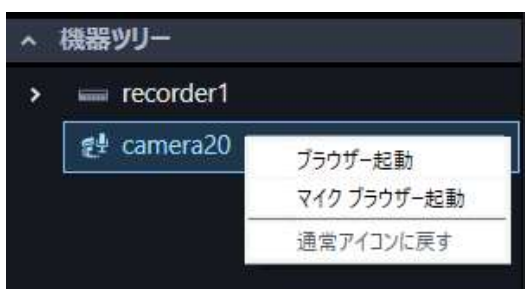 機器ツリー
recorder1
camera20
ブラウザー起動
マイク ブラウザー起動
通常アイコンに戻す